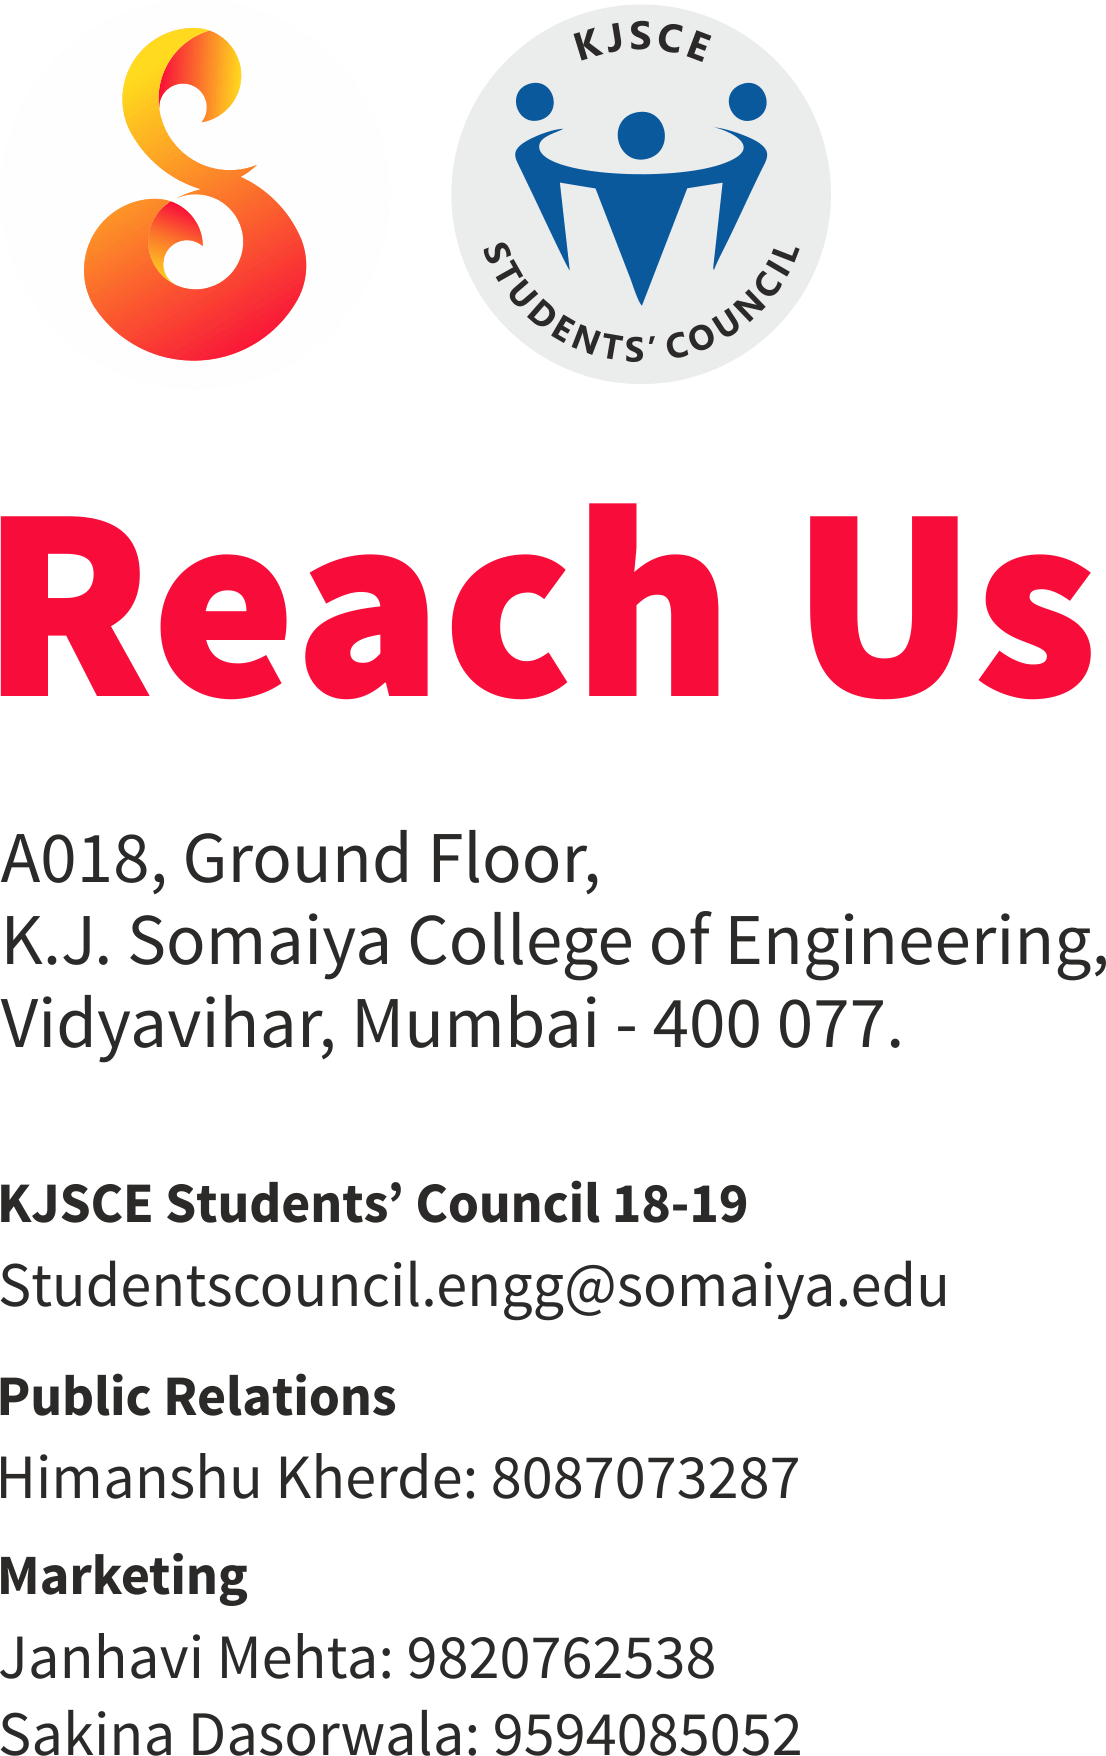 KJSCE
STUDENTS’ COUNCIL
Reach Us
A018, Ground Floor,
K.J. Somaiya College of Engineering,
Vidyavihar, Mumbai - 400 077.
KJSCE Students’ Council 18-19
Studentscouncil.engg@somaiya.edu
Public Relations
Himanshu Kherde: 8087073287
Marketing
Janhavi Mehta: 9820762538
Sakina Dasorwala: 9594085052